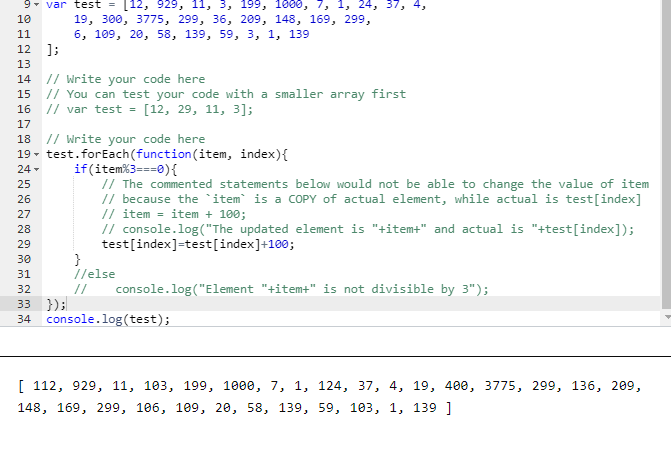 9 var test = [12, 929, 11, 3, 199, 1000, 7, 1, 24, 37, 4,
10 19, 300, 3775, 299, 36, 209, 148, 169, 299,
11 6, 109, 20, 58, 139, 59, 3, 1, 139
12 ];
13
14 // Write your code here
15 // You can test your code with a smaller array first
16 // var test = [12, 29, 11, 3];
17
18 // Write your code here
19 test.forEach(function(item, index){
24 if(item%3===0){
25 // The commented statements below would not be able to change the value of item
26 // because the `item` is a COPY of actual element, while actual is test[index]
27 // item = item + 100;
28 // console.log("The updated element is "+item+" and actual is "+test[index]);
29 test[index]=test[index]+100;
30 }
31 //else
32 // console.log("Element "+item+" is not divisible by 3");
33 });
34 console.log(test);
[ 112, 929, 11, 103, 199, 1000, 7, 1, 124, 37, 4, 19, 400, 3775, 299, 136, 209,
148, 169, 299, 106, 109, 20, 58, 139, 59, 103, 1, 139 ]